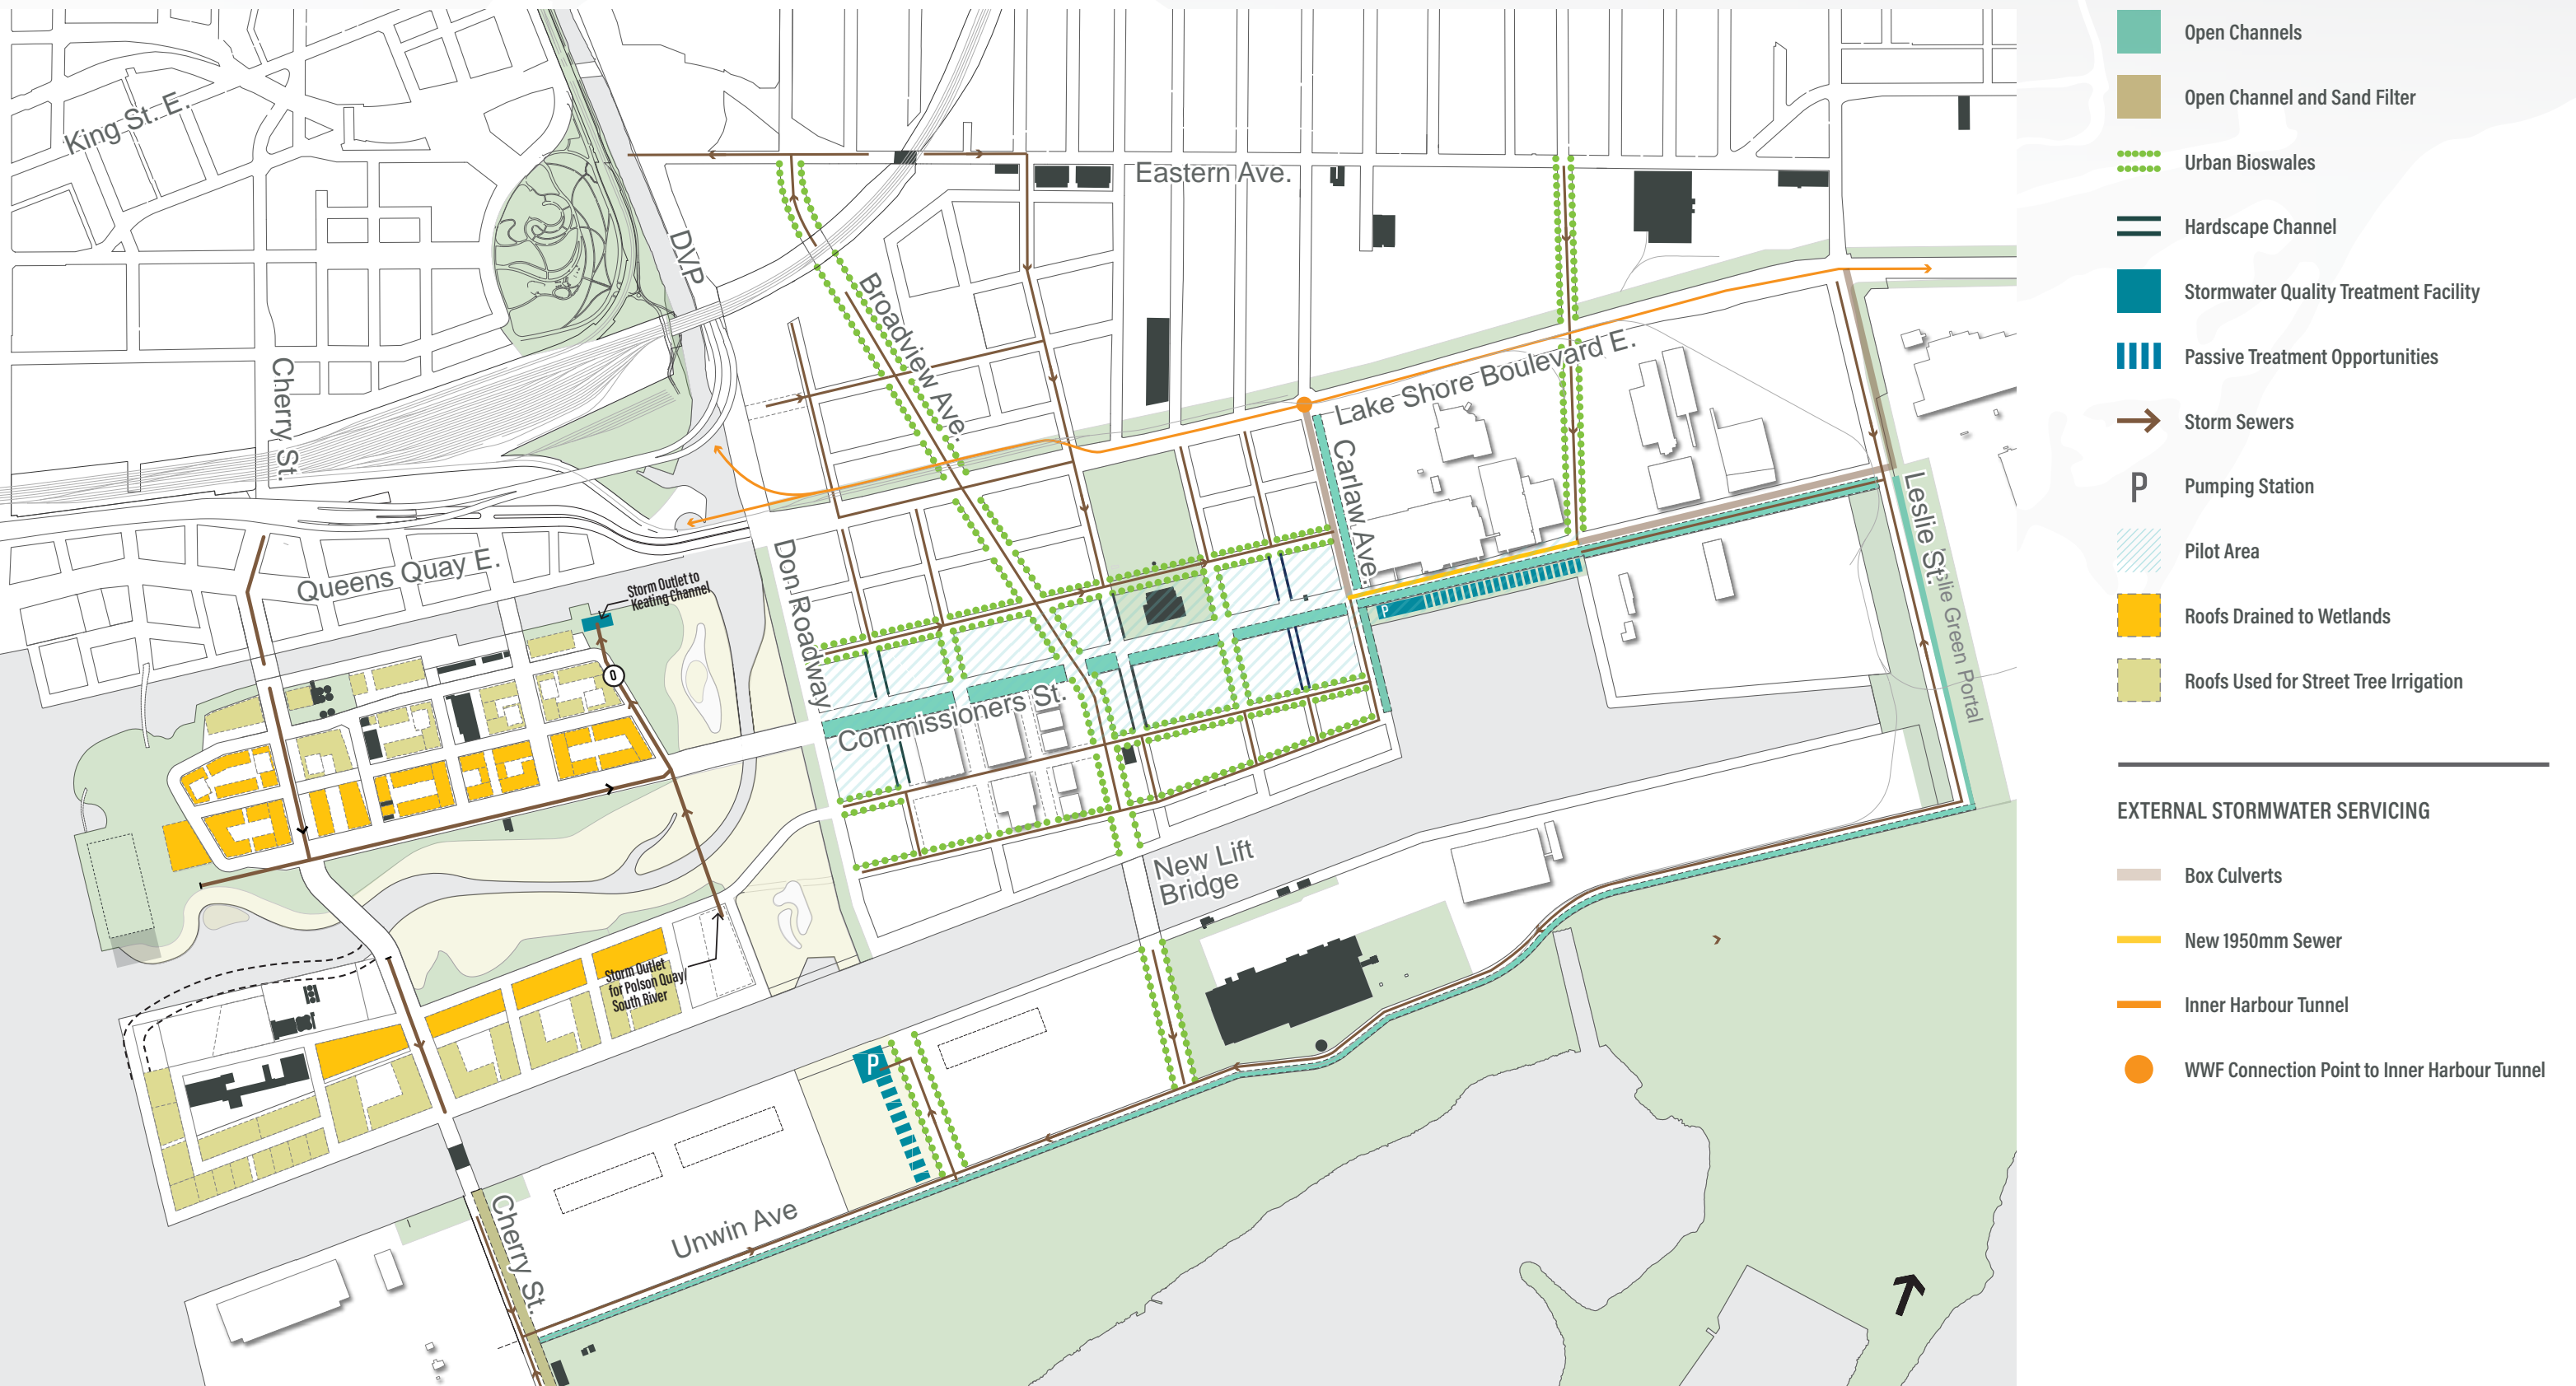 King St. E.
Eastern Ave.
DVP
Broadview Ave.
Cherry St.
Lake Shore Boulevard E.
Carlaw Ave.
Leslie St.
Leslie Green Portal
Queens Quay E.
Storm Outlet to
Keating Channel
Don Roadway
0
P
Commissioners St.
New Lift
Bridge
Storm Outlet
for Polson Quay/
South River
P
Unwin Ave
Cherry St.
Open Channels
Open Channel and Sand Filter
Urban Bioswales
Hardscape Channel
Stormwater Quality Treatment Facility
Passive Treatment Opportunities
Storm Sewers
P Pumping Station
Pilot Area
Roofs Drained to Wetlands
Roofs Used for Street Tree Irrigation
EXTERNAL STORMWATER SERVICING
Box Culverts
New 1950mm Sewer
Inner Harbour Tunnel
WWF Connection Point to Inner Harbour Tunnel